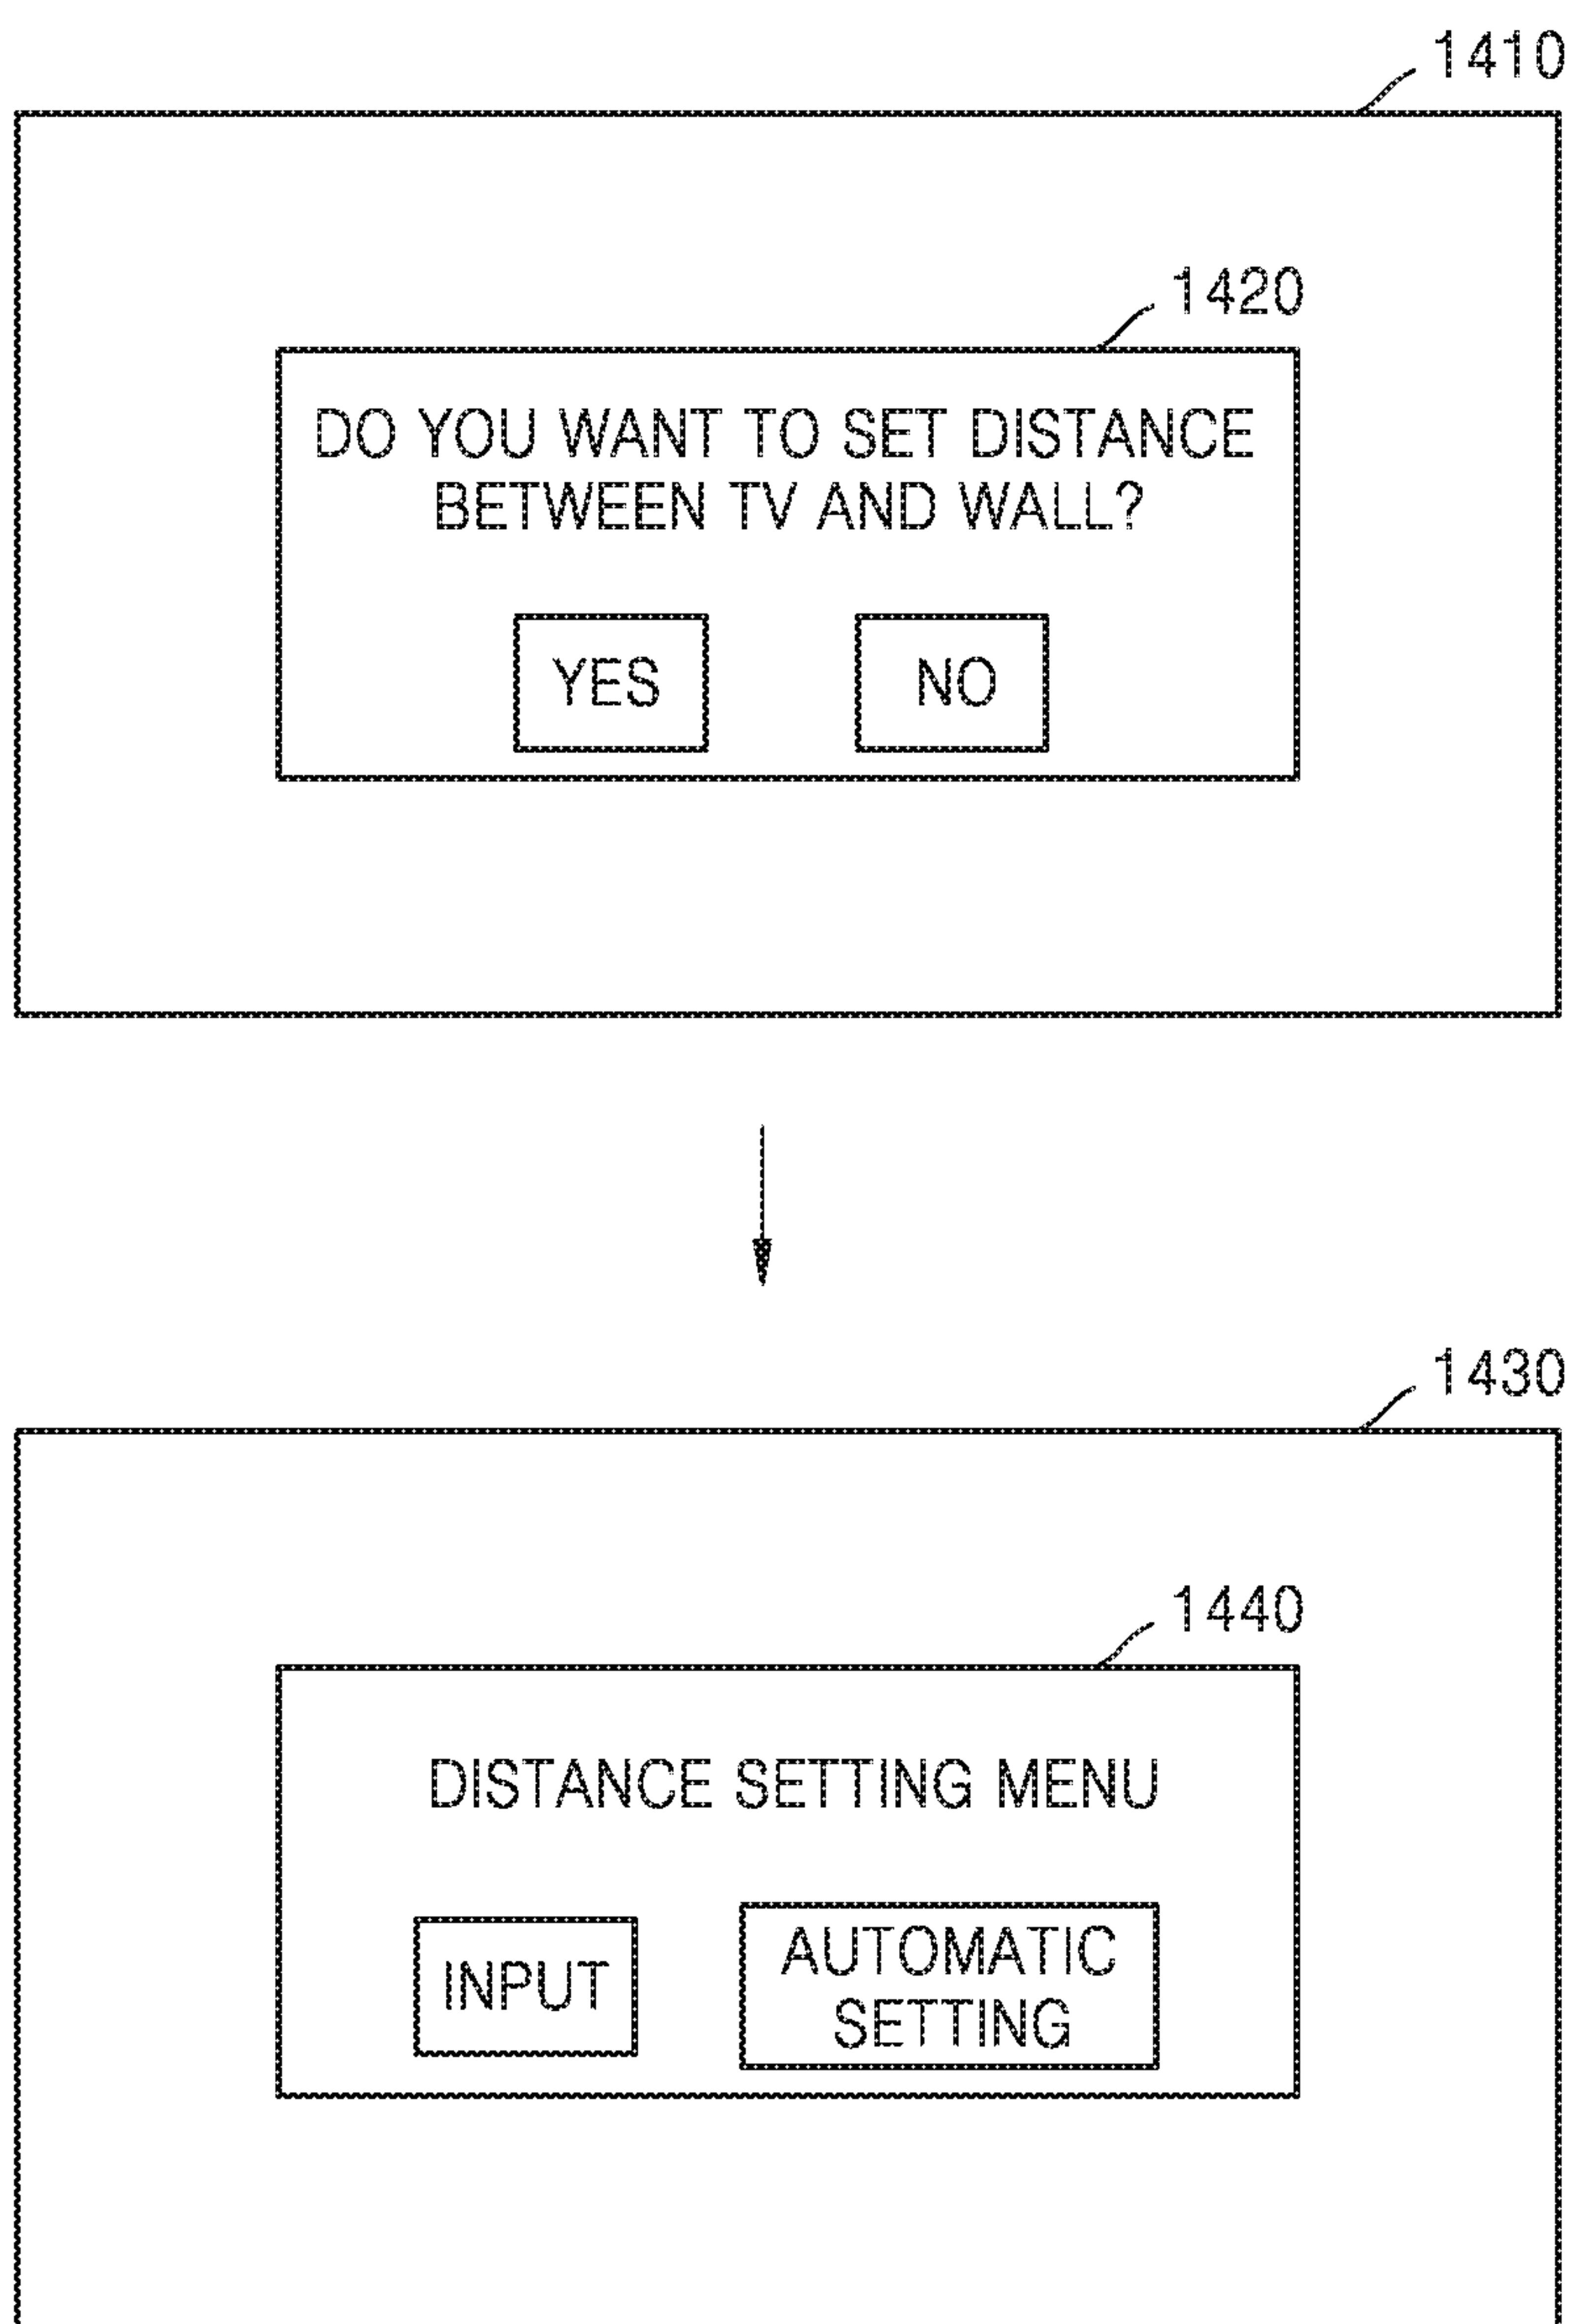 1410
1420
DO YOU WANT TO SET DISTANCE
BETWEEN TV AND WALL?
YES NO
1430
1440
DISTANCE SETTING MENU
INPUT
AUTOMATIC
SETTING